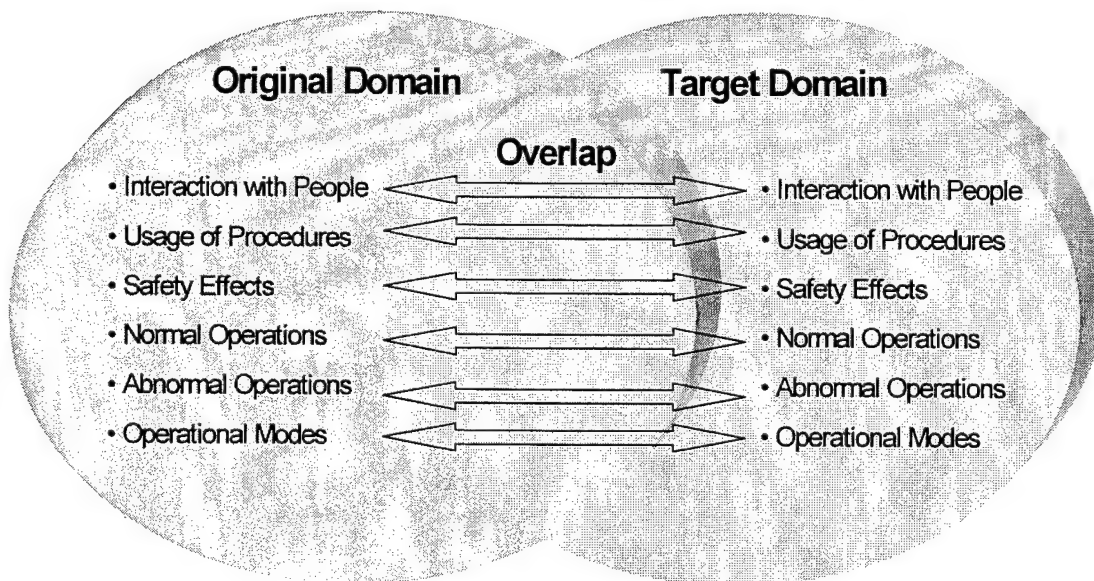 Original Domain
Target Domain
Overlap
• Interaction with People
• Usage of Procedures
• Safety Effects
• Normal Operations
• Abnormal Operations
• Operational Modes
• Interaction with People
• Usage of Procedures
• Safety Effects
• Normal Operations
• Abnormal Operations
• Operational Modes